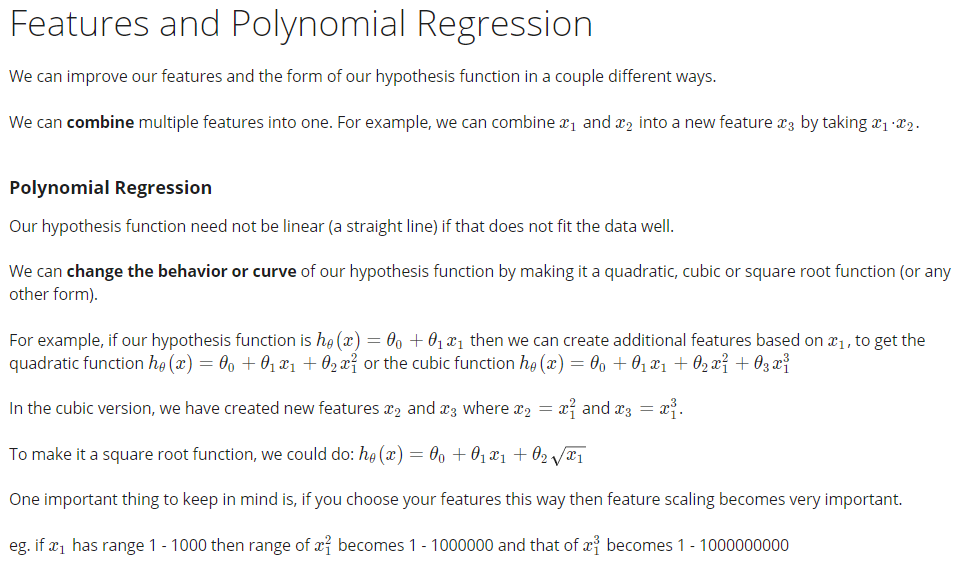 Features and Polynomial Regression
We can improve our features and the form of our hypothesis function in a couple different ways.
We can combine multiple features into one. For example, we can combine x₁ and x₂ into a new feature x₃ by taking x₁·x₂.
Polynomial Regression
Our hypothesis function need not be linear (a straight line) if that does not fit the data well.
We can change the behavior or curve of our hypothesis function by making it a quadratic, cubic or square root function (or any
other form).
For example, if our hypothesis function is h_θ(x) = θ₀ + θ₁x₁ then we can create additional features based on x₁, to get the
quadratic function h_θ(x) = θ₀ + θ₁x₁ + θ₂x₁² or the cubic function h_θ(x) = θ₀ + θ₁x₁ + θ₂x₁² + θ₃x₁³
In the cubic version, we have created new features x₂ and x₃ where x₂ = x₁² and x₃ = x₁³.
To make it a square root function, we could do: h_θ(x) = θ₀ + θ₁x₁ + θ₂√x₁
One important thing to keep in mind is, if you choose your features this way then feature scaling becomes very important.
eg. if x₁ has range 1 - 1000 then range of x₁² becomes 1 - 1000000 and that of x₁³ becomes 1 - 1000000000